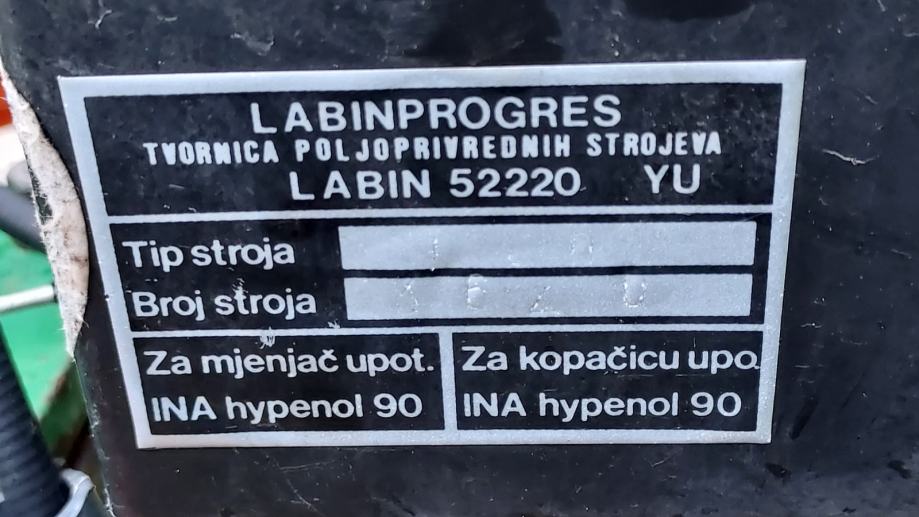 LABINPROGRES
TVORNICA POLJOPRIVREDNIH STROJEVA
LABIN 52220 YU
Tip stroja
Broj stroja
Za mjenjač upot.
INA hypenol 90
Za kopačicu upo
INA hypenol 90